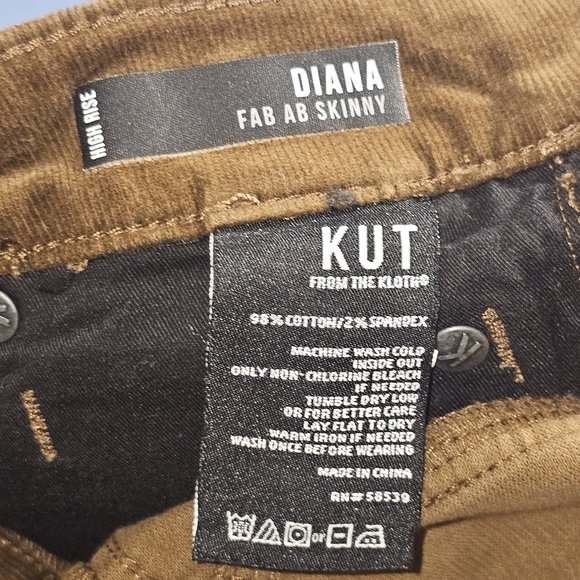 HIGH RISE
DIANA
FAB AB SKINNY
KUT
FROM THE KLOTH®
98% COTTON/2% SPANDEX
MACHINE WASH COLD
INSIDE OUT
ONLY NON-CHLORINE BLEACH
IF NEEDED
TUMBLE DRY LOW
OR FOR BETTER CARE
LAY FLAT TO DRY
WARM IRON IF NEEDED
WASH ONCE BEFORE WEARING
MADE IN CHINA
RN# 58539
or